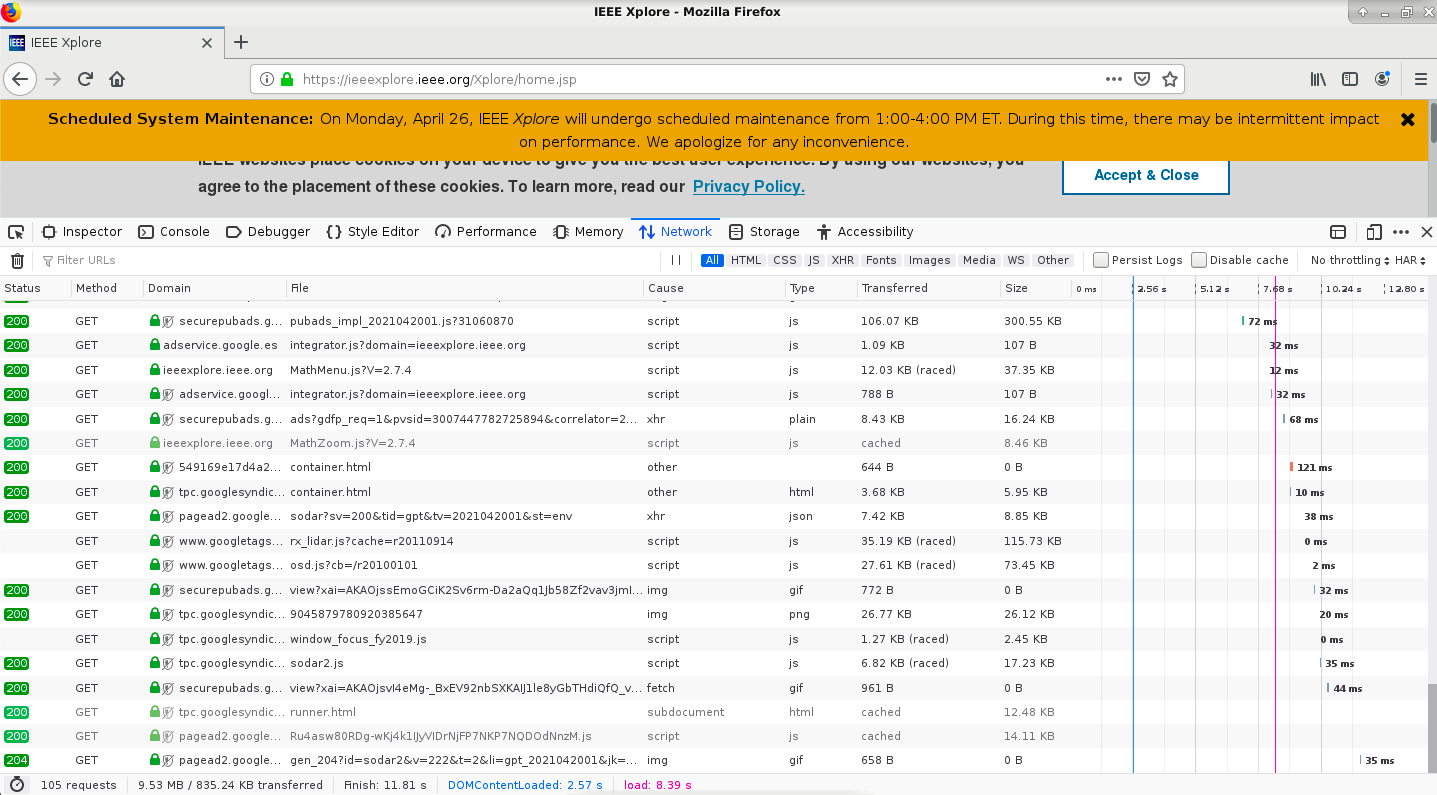 IEEE Xplore - Mozilla Firefox
IEEE IEEE Xplore
https://ieeexplore.ieee.org/Xplore/home.jsp
Scheduled System Maintenance: On Monday, April 26, IEEE Xplore will undergo scheduled maintenance from 1:00-4:00 PM ET. During this time, there may be intermittent impact
on performance. We apologize for any inconvenience.
IEEE websites place cookies on your device to give you the best user experience. By using our websites, you
agree to the placement of these cookies. To learn more, read our Privacy Policy.
Accept & Close
Inspector Console Debugger Style Editor Performance Memory Network Storage Accessibility
Filter URLs All HTML CSS JS XHR Fonts Images Media WS Other Persist Logs Disable cache No throttling HAR
Status Method Domain File Cause Type Transferred Size 0 ms 2.56 s 5.12 s 7.68 s 10.24 s 12.80 s
200 GET securepubads.g... pubads_impl_2021042001.js?31060870 script js 106.07 KB 300.55 KB 72 ms
200 GET adservice.google.es integrator.js?domain=ieeexplore.ieee.org script js 1.09 KB 107 B 32 ms
200 GET ieeexplore.ieee.org MathMenu.js?V=2.7.4 script js 12.03 KB (raced) 37.35 KB 12 ms
200 GET adservice.googl... integrator.js?domain=ieeexplore.ieee.org script js 788 B 107 B 32 ms
200 GET securepubads.g... ads?gdfp_req=1&pvsid=3007447782725894&correlator=2... xhr plain 8.43 KB 16.24 KB 68 ms
200 GET ieeexplore.ieee.org MathZoom.js?V=2.7.4 script js cached 8.46 KB
200 GET 549169e17d4a2... container.html other 644 B 0 B 121 ms
200 GET tpc.googlesyndic... container.html other html 3.68 KB 5.95 KB 10 ms
200 GET pagead2.google... sodar?sv=200&tid=gpt&tv=2021042001&st=env xhr json 7.42 KB 8.85 KB 38 ms
GET www.googletags... rx_lidar.js?cache=r20110914 script js 35.19 KB (raced) 115.73 KB 0 ms
GET www.googletags... osd.js?cb=/r20100101 script js 27.61 KB (raced) 73.45 KB 2 ms
200 GET securepubads.g... view?xai=AKAOjssEmoGCiK2Sv6rm-Da2aQq1Jb58Zf2vav3jml... img gif 772 B 0 B 32 ms
200 GET tpc.googlesyndic... 9045879780920385647 img png 26.77 KB 26.12 KB 20 ms
GET tpc.googlesyndic... window_focus_fy2019.js script js 1.27 KB (raced) 2.45 KB 0 ms
200 GET tpc.googlesyndic... sodar2.js script js 6.82 KB (raced) 17.23 KB 35 ms
200 GET securepubads.g... view?xai=AKAOjsvI4eMg-_BxEV92nbSXKAIJ1le8yGbTHdiQfQ_v... fetch gif 961 B 0 B 44 ms
200 GET tpc.googlesyndic... runner.html subdocument html cached 12.48 KB
200 GET pagead2.google... Ru4asw80RDg-wKj4k1IJyVlDrNjFP7NKP7NQDOdNnzM.js script js cached 14.11 KB
204 GET pagead2.google... gen_204?id=sodar2&v=222&t=2&li=gpt_2021042001&jk=... img gif 658 B 0 B 35 ms
105 requests 9.53 MB / 835.24 KB transferred Finish: 11.81 s DOMContentLoaded: 2.57 s load: 8.39 s